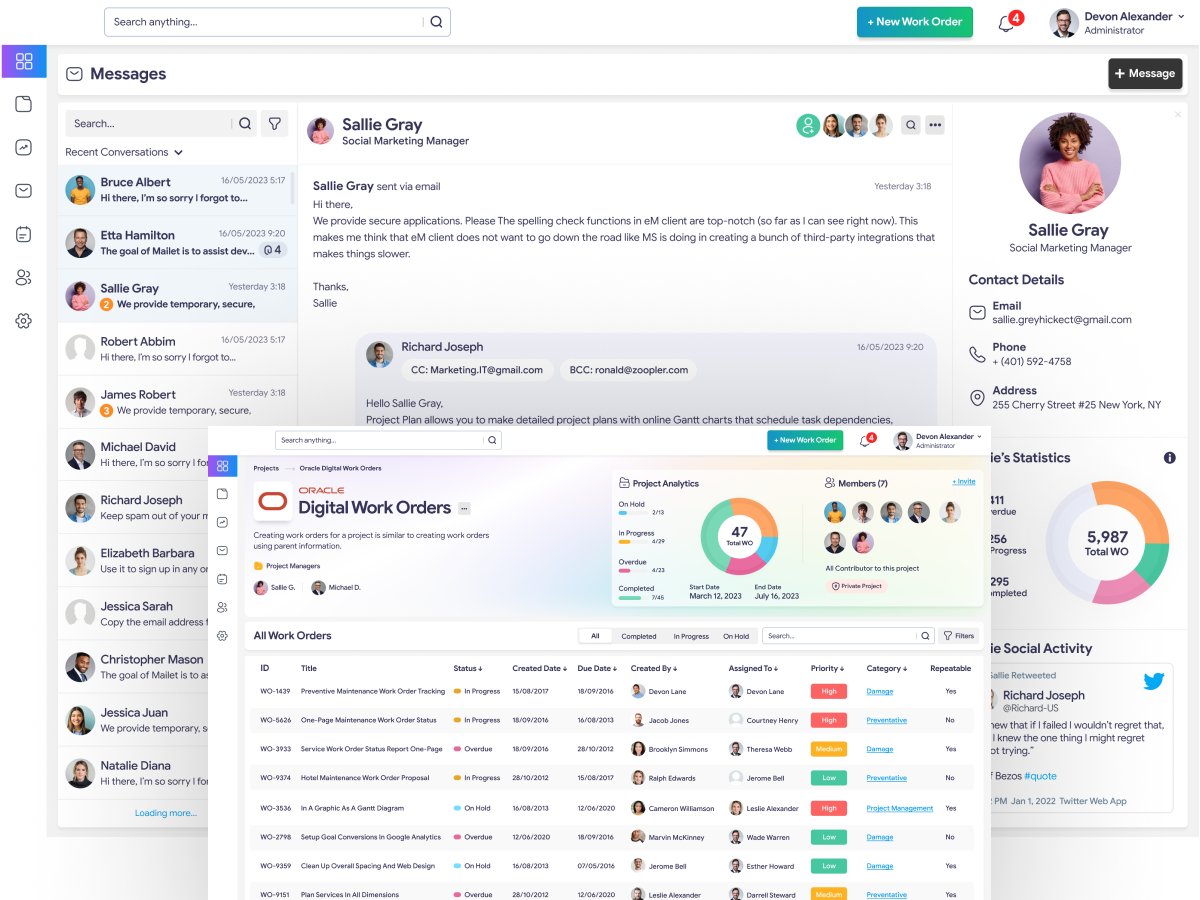 Search anything...
+ New Work Order
4
Devon Alexander
Administrator
Messages
+ Message
Search...
Recent Conversations
Bruce Albert 16/05/2023 5:17
Hi there, I'm so sorry I forgot to...
Etta Hamilton 16/05/2023 9:20
The goal of Mailet is to assist dev... 4
Sallie Gray Yesterday 3:18
2 We provide temporary, secure,
Robert Abbim 16/05/2023 5:17
Hi there, I'm so sorry I forgot to...
James Robert Yesterday 3:18
3 We provide temporary, secure,
Michael David
Hi there, I'm so sorry I for
Richard Joseph
Keep spam out of your m
Elizabeth Barbara
Use it to sign up in any on
Jessica Sarah
Copy the email address f
Christopher Mason
The goal of Mailet is to as
Jessica Juan
We provide temporary, s
Natalie Diana
Hi there, I'm so sorry I for
Loading more...
Sallie Gray
Social Marketing Manager
Sallie Gray sent via email Yesterday 3:18
Hi there,
We provide secure applications. Please The spelling check functions in eM client are top-notch (so far as I can see right now). This
makes me think that eM client does not want to go down the road like MS is doing in creating a bunch of third-party integrations that
makes things slower.
Thanks,
Sallie
Richard Joseph 16/05/2023 9:20
CC: Marketing.IT@gmail.com BCC: ronald@zoopler.com
Hello Sallie Gray,
Project Plan allows you to make detailed project plans with online Gantt charts that schedule task dependencies,
Sallie Gray
Social Marketing Manager
Contact Details
Email
sallie.greyhickect@gmail.com
Phone
+ (401) 592-4758
Address
255 Cherry Street #25 New York, NY
ie's Statistics
411
erdue
256
Progress
295
mpleted
5,987
Total WO
ie Social Activity
Sallie Retweeted
Richard Joseph
@Richard-US
new that if I failed I wouldn't regret that,
I knew the one thing I might regret
ot trying."
f Bezos #quote
PM Jan 1, 2022 Twitter Web App
Search anything...
+ New Work Order
4
Devon Alexander
Administrator
Projects Oracle Digital Work Orders
ORACLE
Digital Work Orders
Creating work orders for a project is similar to creating work orders
using parent information.
Project Managers
Sallie G. Michael D.
Project Analytics
On Hold
2/13
In Progress
4/29
Overdue
4/23
Completed
7/45
47
Total WO
Start Date End Date
March 12, 2023 July 16, 2023
Members (7) + Invite
All Contributor to this project
Private Project
All Work Orders
All Completed In Progress On Hold Search... Filters
ID Title Status Created Date Due Date Created By Assigned To Priority Category Repeatable
WO-1439 Preventive Maintenance Work Order Tracking In Progress 15/08/2017 18/09/2016 Devon Lane Devon Lane High Damage Yes
WO-5626 One-Page Maintenance Work Order Status In Progress 18/09/2016 16/08/2013 Jacob Jones Courtney Henry High Preventative No
WO-3933 Service Work Order Status Report One-Page Overdue 18/09/2016 28/10/2012 Brooklyn Simmons Theresa Webb Medium Damage Yes
WO-9374 Hotel Maintenance Work Order Proposal In Progress 28/10/2012 15/08/2017 Ralph Edwards Jerome Bell Low Preventative No
WO-3536 In A Graphic As A Gantt Diagram On Hold 16/08/2013 12/06/2020 Cameron Williamson Leslie Alexander High Project Management Yes
WO-2798 Setup Goal Conversions In Google Analytics Overdue 12/06/2020 18/09/2016 Marvin McKinney Wade Warren Low Damage No
WO-9359 Clean Up Overall Spacing And Web Design On Hold 16/08/2013 07/05/2016 Jerome Bell Esther Howard Low Damage Yes
WO-9151 Plan Services In All Dimensions Overdue 28/10/2012 12/06/2020 Leslie Alexander Darrell Steward Medium Preventative Yes